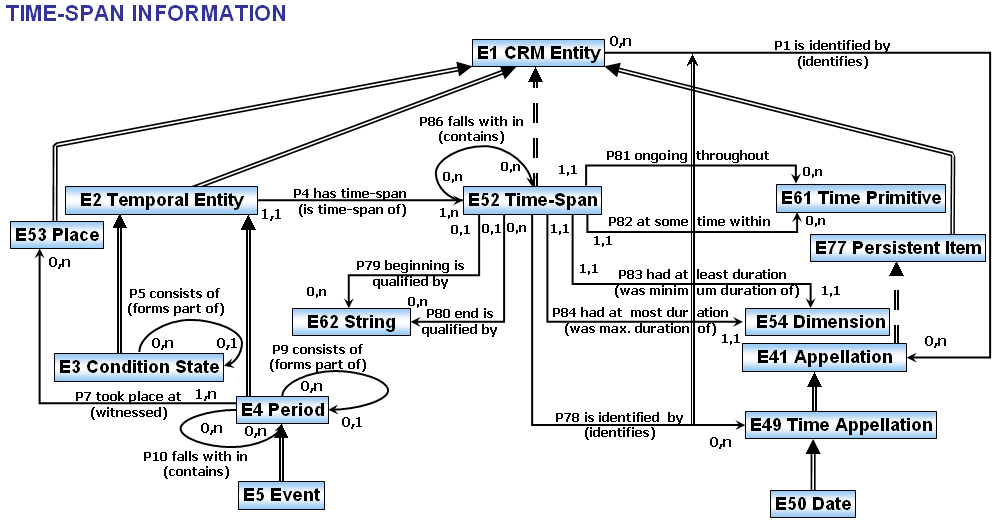 TIME-SPAN INFORMATION
E1 CRM Entity
0,n
P1 is identified by
(identifies)
P86 falls with in
(contains)
0,n
0,n
1,1
P81 ongoing throughout
0,n
E2 Temporal Entity
1,1
P4 has time-span
(is time-span of)
1,n
E52 Time-Span
E61 Time Primitive
0,n
P82 at some time within
1,1
E53 Place
0,n
0,1
0,1
0,n
1,1
E77 Persistent Item
P79 beginning is
qualified by
0,n
1,1
P83 had at least duration
(was minimum duration of)
1,1
P5 consists of
(forms part of)
0,n
0,1
0,n
E62 String
P80 end is
qualified by
P84 had at most duration
(was max. duration of)
1,1
E54 Dimension
E3 Condition State
P9 consists of
(forms part of)
0,n
0,1
E41 Appellation
0,n
P7 took place at
(witnessed)
1,n
E4 Period
0,n
0,n
P10 falls with in
(contains)
P78 is identified by
(identifies)
0,n
E49 Time Appellation
E5 Event
E50 Date